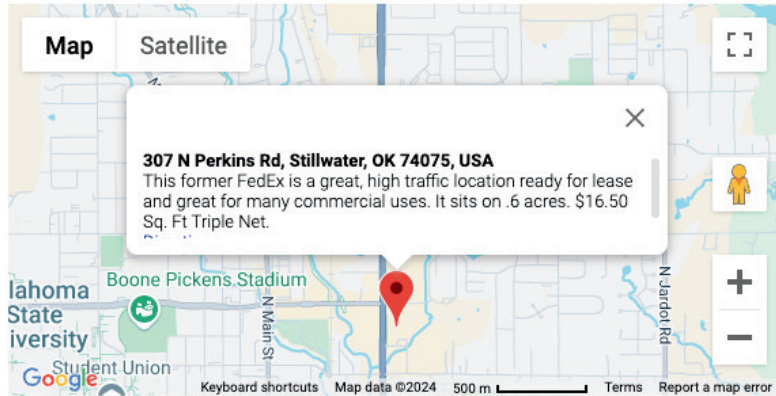 Map Satellite
307 N Perkins Rd, Stillwater, OK 74075, USA
This former FedEx is a great, high traffic location ready for lease
and great for many commercial uses. It sits on .6 acres. $16.50
Sq. Ft Triple Net.
lahoma
State
iversity
Boone Pickens Stadium
N Main St
N Jardot Rd
Student Union
Google
Keyboard shortcuts Map data ©2024 500 m Terms Report a map error